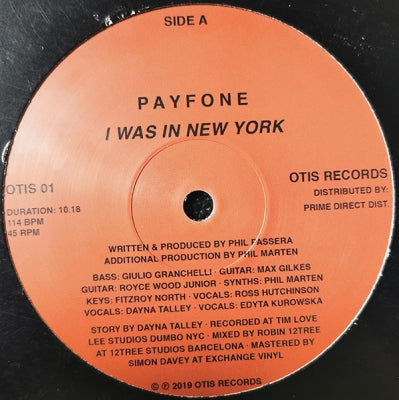 SIDE A
PAYFONE
I WAS IN NEW YORK
OTIS 01
DURATION: 10.18
114 BPM
45 RPM
OTIS RECORDS
DISTRIBUTED BY:
PRIME DIRECT DIST.
WRITTEN & PRODUCED BY PHIL PASSERA
ADDITIONAL PRODUCTION BY PHIL MARTEN
BASS: GIULIO GRANCHELLI · GUITAR: MAX GILKES
GUITAR: ROYCE WOOD JUNIOR · SYNTHS: PHIL MARTEN
KEYS: FITZROY NORTH · VOCALS: ROSS HUTCHINSON
VOCALS: DAYNA TALLEY · VOCALS: EDYTA KUROWSKA
STORY BY DAYNA TALLEY · RECORDED AT TIM LOVE
LEE STUDIOS DUMBO NYC · MIXED BY ROBIN 12TREE
AT 12TREE STUDIOS BARCELONA · MASTERED BY
SIMON DAVEY AT EXCHANGE VINYL
© ℗ 2019 OTIS RECORDS